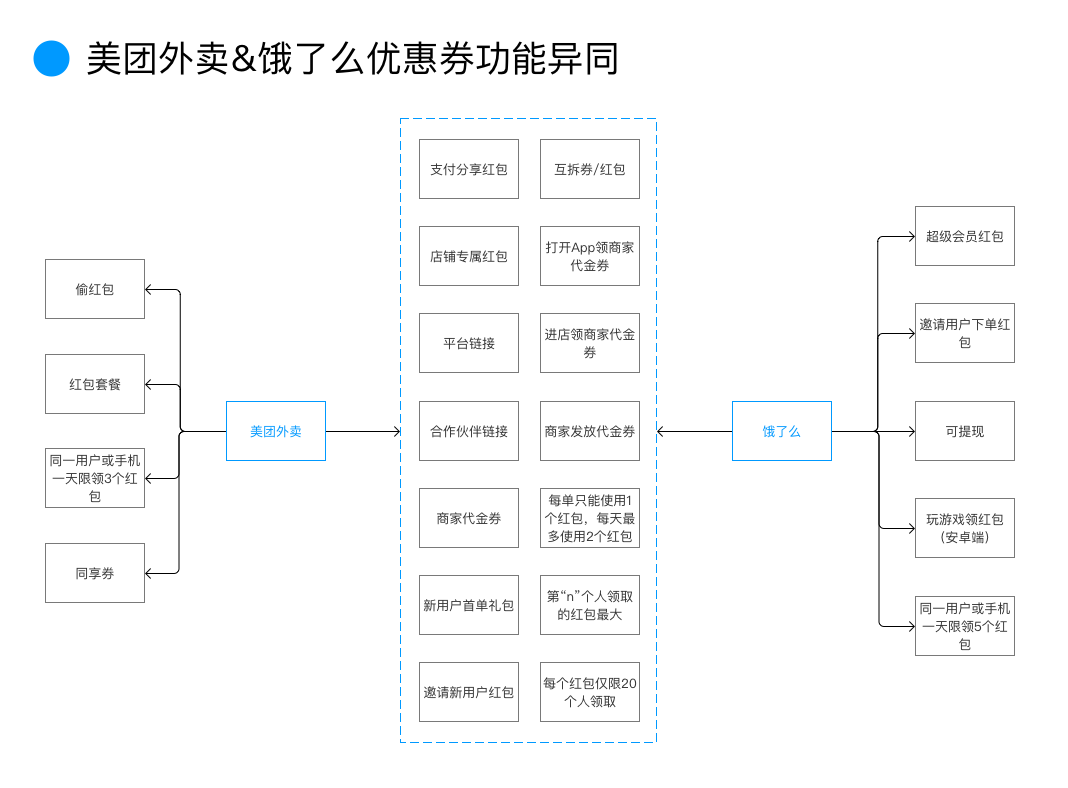 美团外卖&饿了么优惠券功能异同
偷红包
红包套餐
同一用户或手机
一天限领3个红
包
同享券
美团外卖
支付分享红包
互拆券/红包
店铺专属红包
打开App领商家
代金券
平台链接
进店领商家代金
券
合作伙伴链接
商家发放代金券
商家代金券
每单只能使用1
个红包，每天最
多使用2个红包
新用户首单礼包
第“n”个人领取
的红包最大
邀请新用户红包
每个红包仅限20
个人领取
饿了么
超级会员红包
邀请用户下单红
包
可提现
玩游戏领红包
（安卓端）
同一用户或手机
一天限领5个红
包